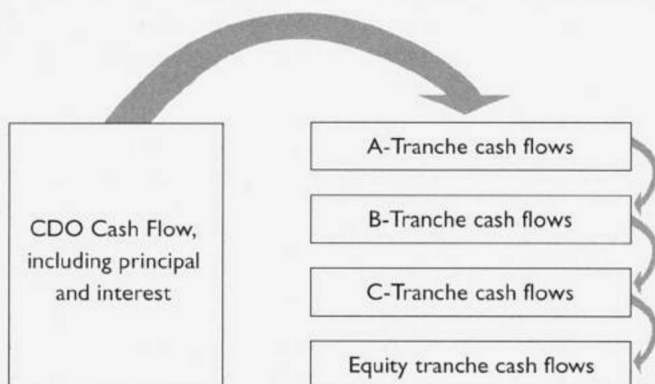 CDO Cash Flow,
including principal
and interest
A-Tranche cash flows
B-Tranche cash flows
C-Tranche cash flows
Equity tranche cash flows